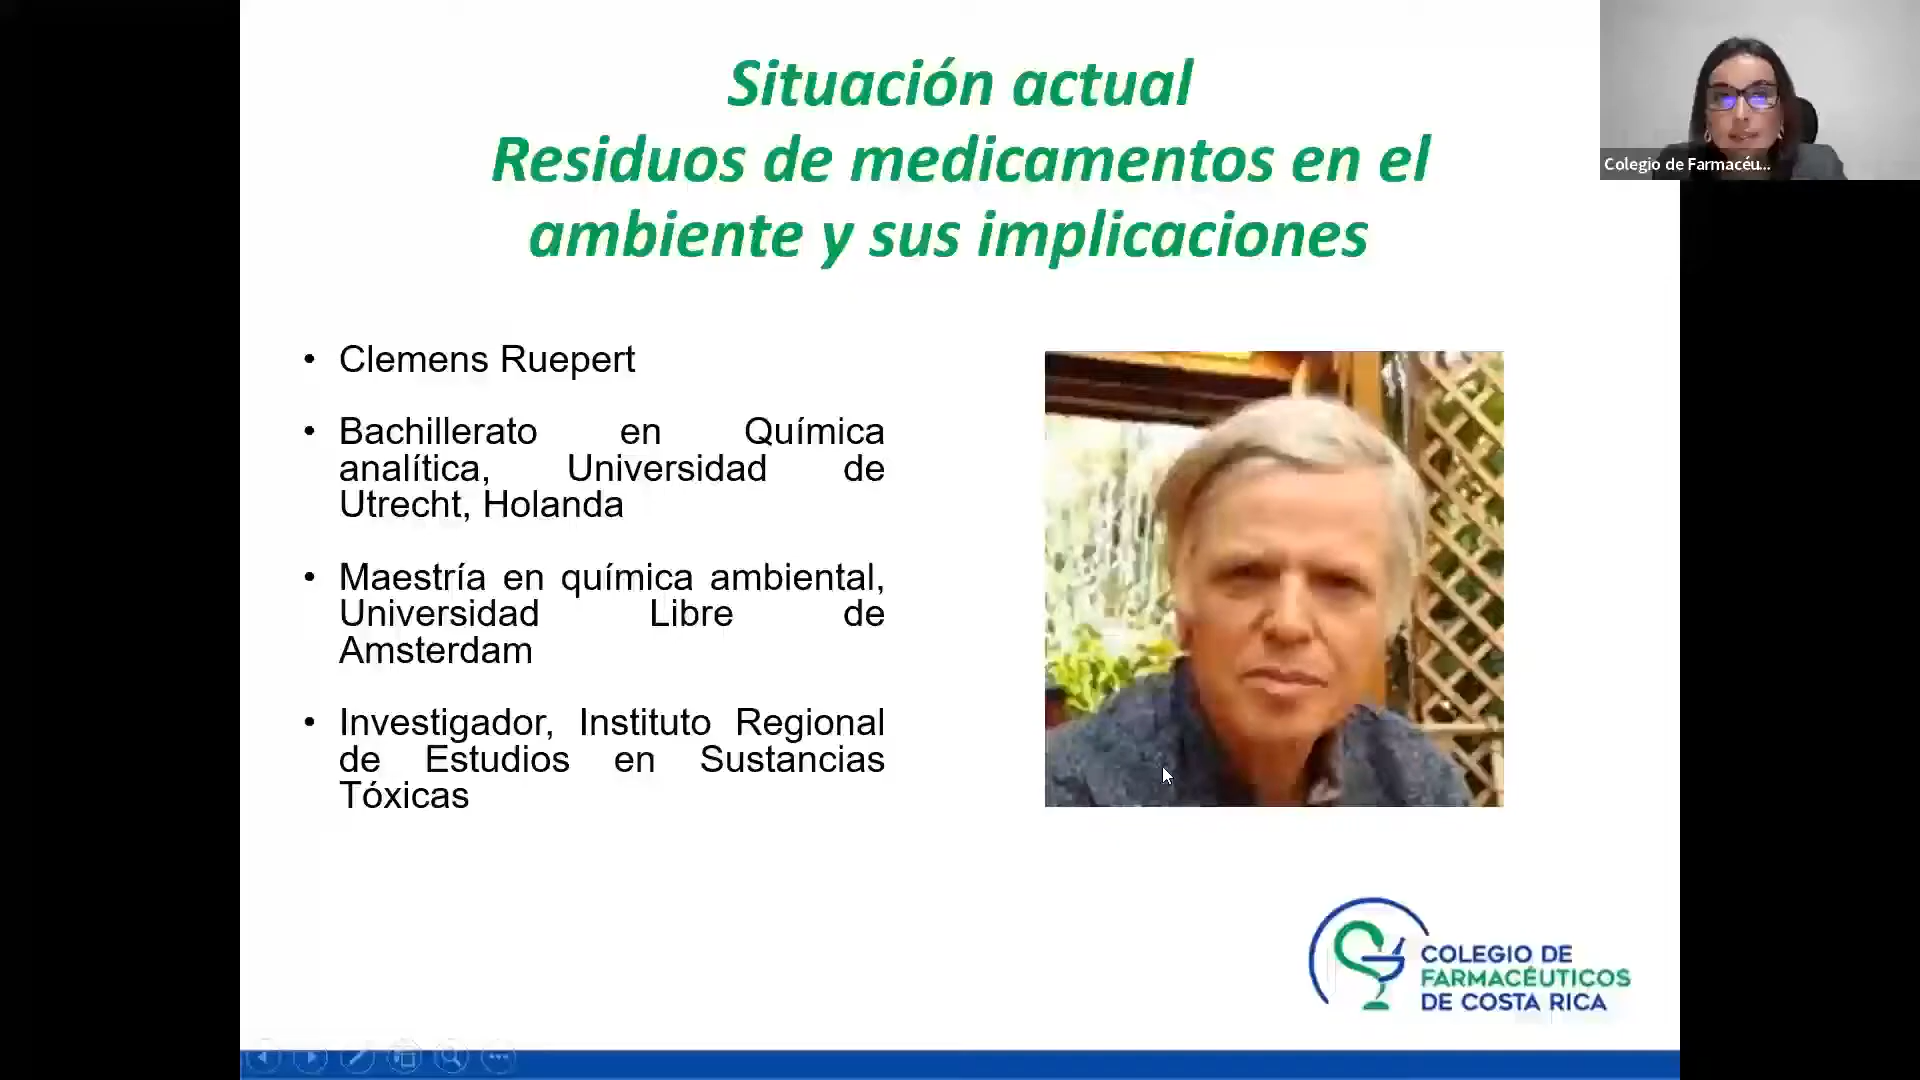 Situación actual
Residuos de medicamentos en el
ambiente y sus implicaciones
Colegio de Farmacéu...
• Clemens Ruepert
• Bachillerato en Química
analítica, Universidad de
Utrecht, Holanda
• Maestría en química ambiental,
Universidad Libre de
Amsterdam
• Investigador, Instituto Regional
de Estudios en Sustancias
Tóxicas
COLEGIO DE
FARMACÉUTICOS
DE COSTA RICA